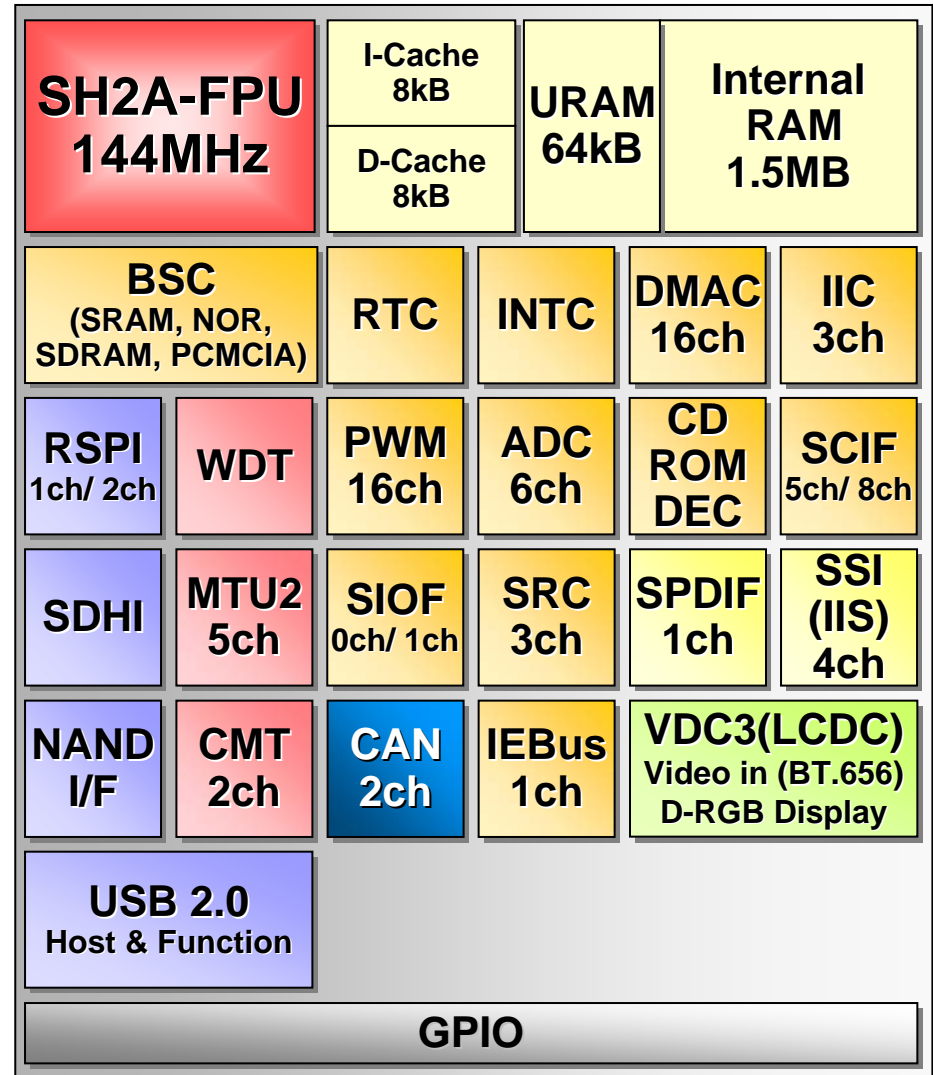 SH2A-FPU
144MHz
I-Cache
8kB
D-Cache
8kB
URAM
64kB
Internal
RAM
1.5MB
BSC
(SRAM, NOR,
SDRAM, PCMCIA)
RTC
INTC
DMAC
16ch
IIC
3ch
RSPI
1ch/ 2ch
WDT
PWM
16ch
ADC
6ch
CD
ROM
DEC
SCIF
5ch/ 8ch
SDHI
MTU2
5ch
SIOF
0ch/ 1ch
SRC
3ch
SPDIF
1ch
SSI
(IIS)
4ch
NAND
I/F
CMT
2ch
CAN
2ch
IEBus
1ch
VDC3(LCDC)
Video in (BT.656)
D-RGB Display
USB 2.0
Host & Function
GPIO